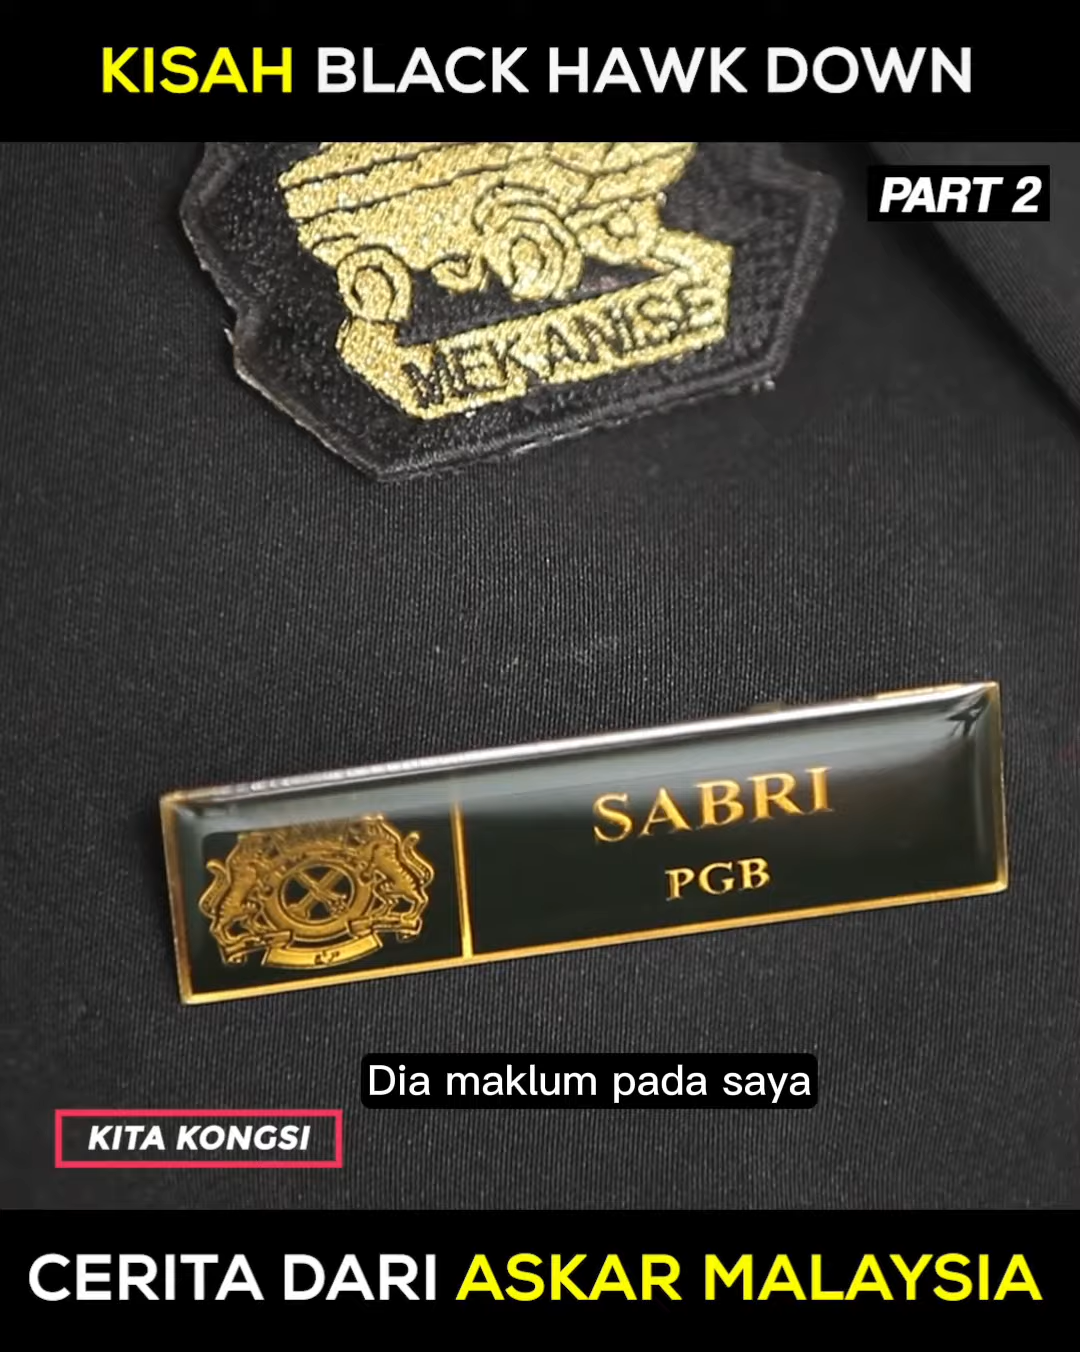 KISAH BLACK HAWK DOWN
PART 2
MEKANISE
SABRI
PGB
Dia maklum pada saya
KITA KONGSI
CERITA DARI ASKAR MALAYSIA